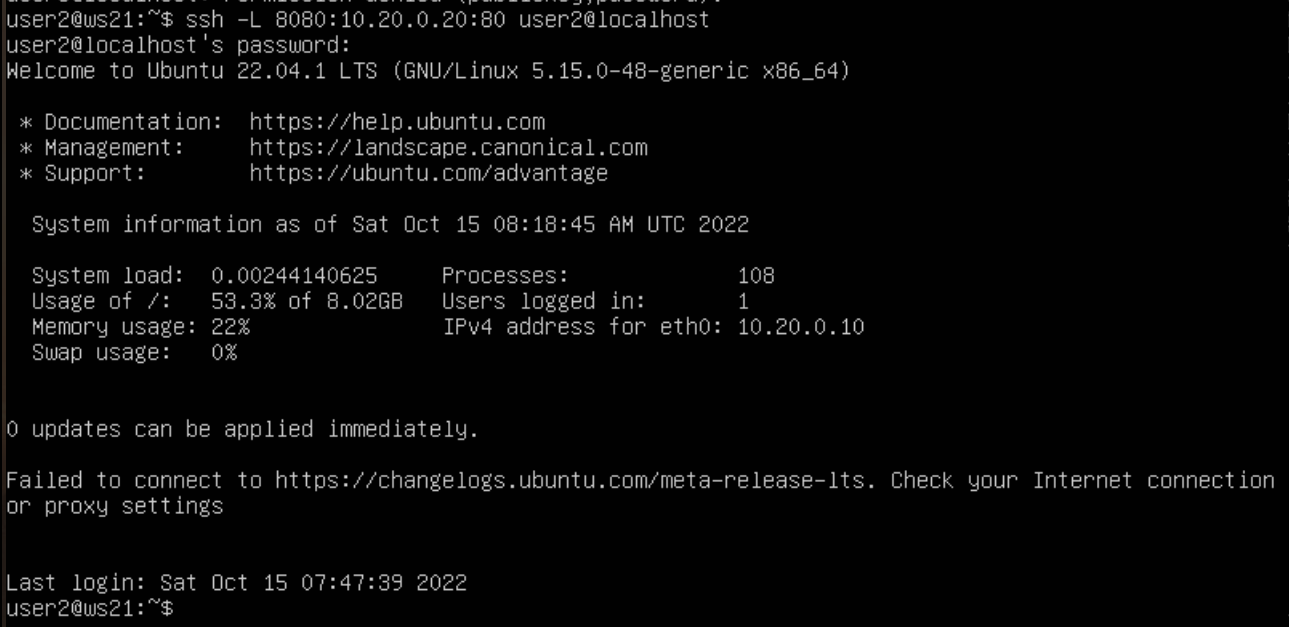 user2@ws21:~$ ssh -L 8080:10.20.0.20:80 user2@localhost
user2@localhost's password:
Welcome to Ubuntu 22.04.1 LTS (GNU/Linux 5.15.0-48-generic x86_64)
* Documentation:  https://help.ubuntu.com
* Management:     https://landscape.canonical.com
* Support:        https://ubuntu.com/advantage
System information as of Sat Oct 15 08:18:45 AM UTC 2022
System load:  0.00244140625     Processes:             108
Usage of /:   53.3% of 8.02GB   Users logged in:       1
Memory usage: 22%               IPv4 address for eth0: 10.20.0.10
Swap usage:   0%
0 updates can be applied immediately.
Failed to connect to https://changelogs.ubuntu.com/meta-release-lts. Check your Internet connection
or proxy settings
Last login: Sat Oct 15 07:47:39 2022
user2@ws21:~$